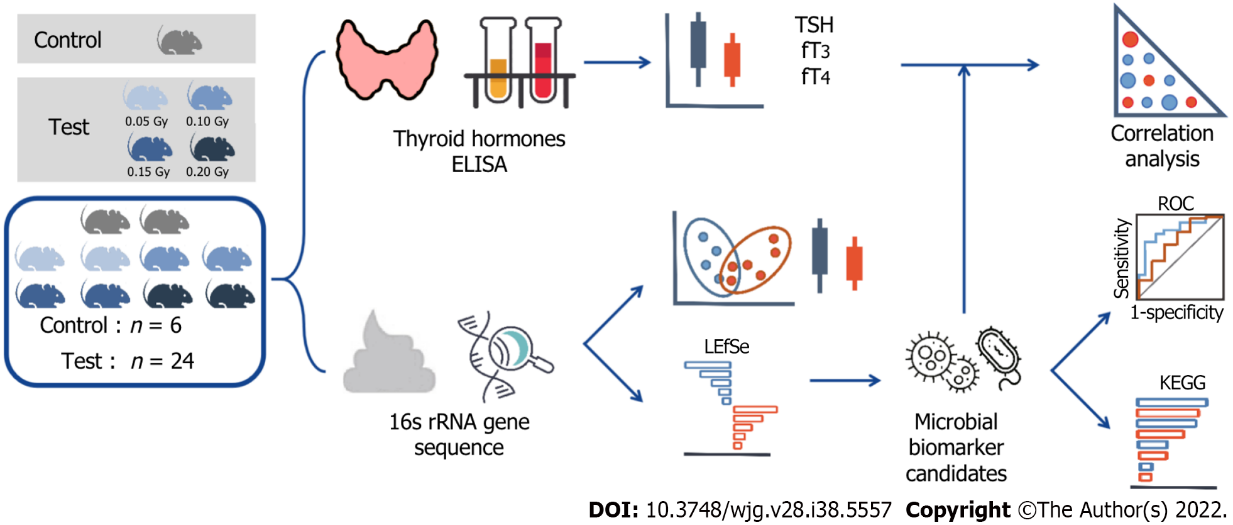 Control
Test
0.05 Gy
0.10 Gy
0.15 Gy
0.20 Gy
Control : n = 6
Test : n = 24
Thyroid hormones
ELISA
TSH
fT3
fT4
Correlation
analysis
16s rRNA gene
sequence
LEfSe
Microbial
biomarker
candidates
ROC
Sensitivity
1-specificity
KEGG
DOI: 10.3748/wjg.v28.i38.5557 Copyright ©The Author(s) 2022.